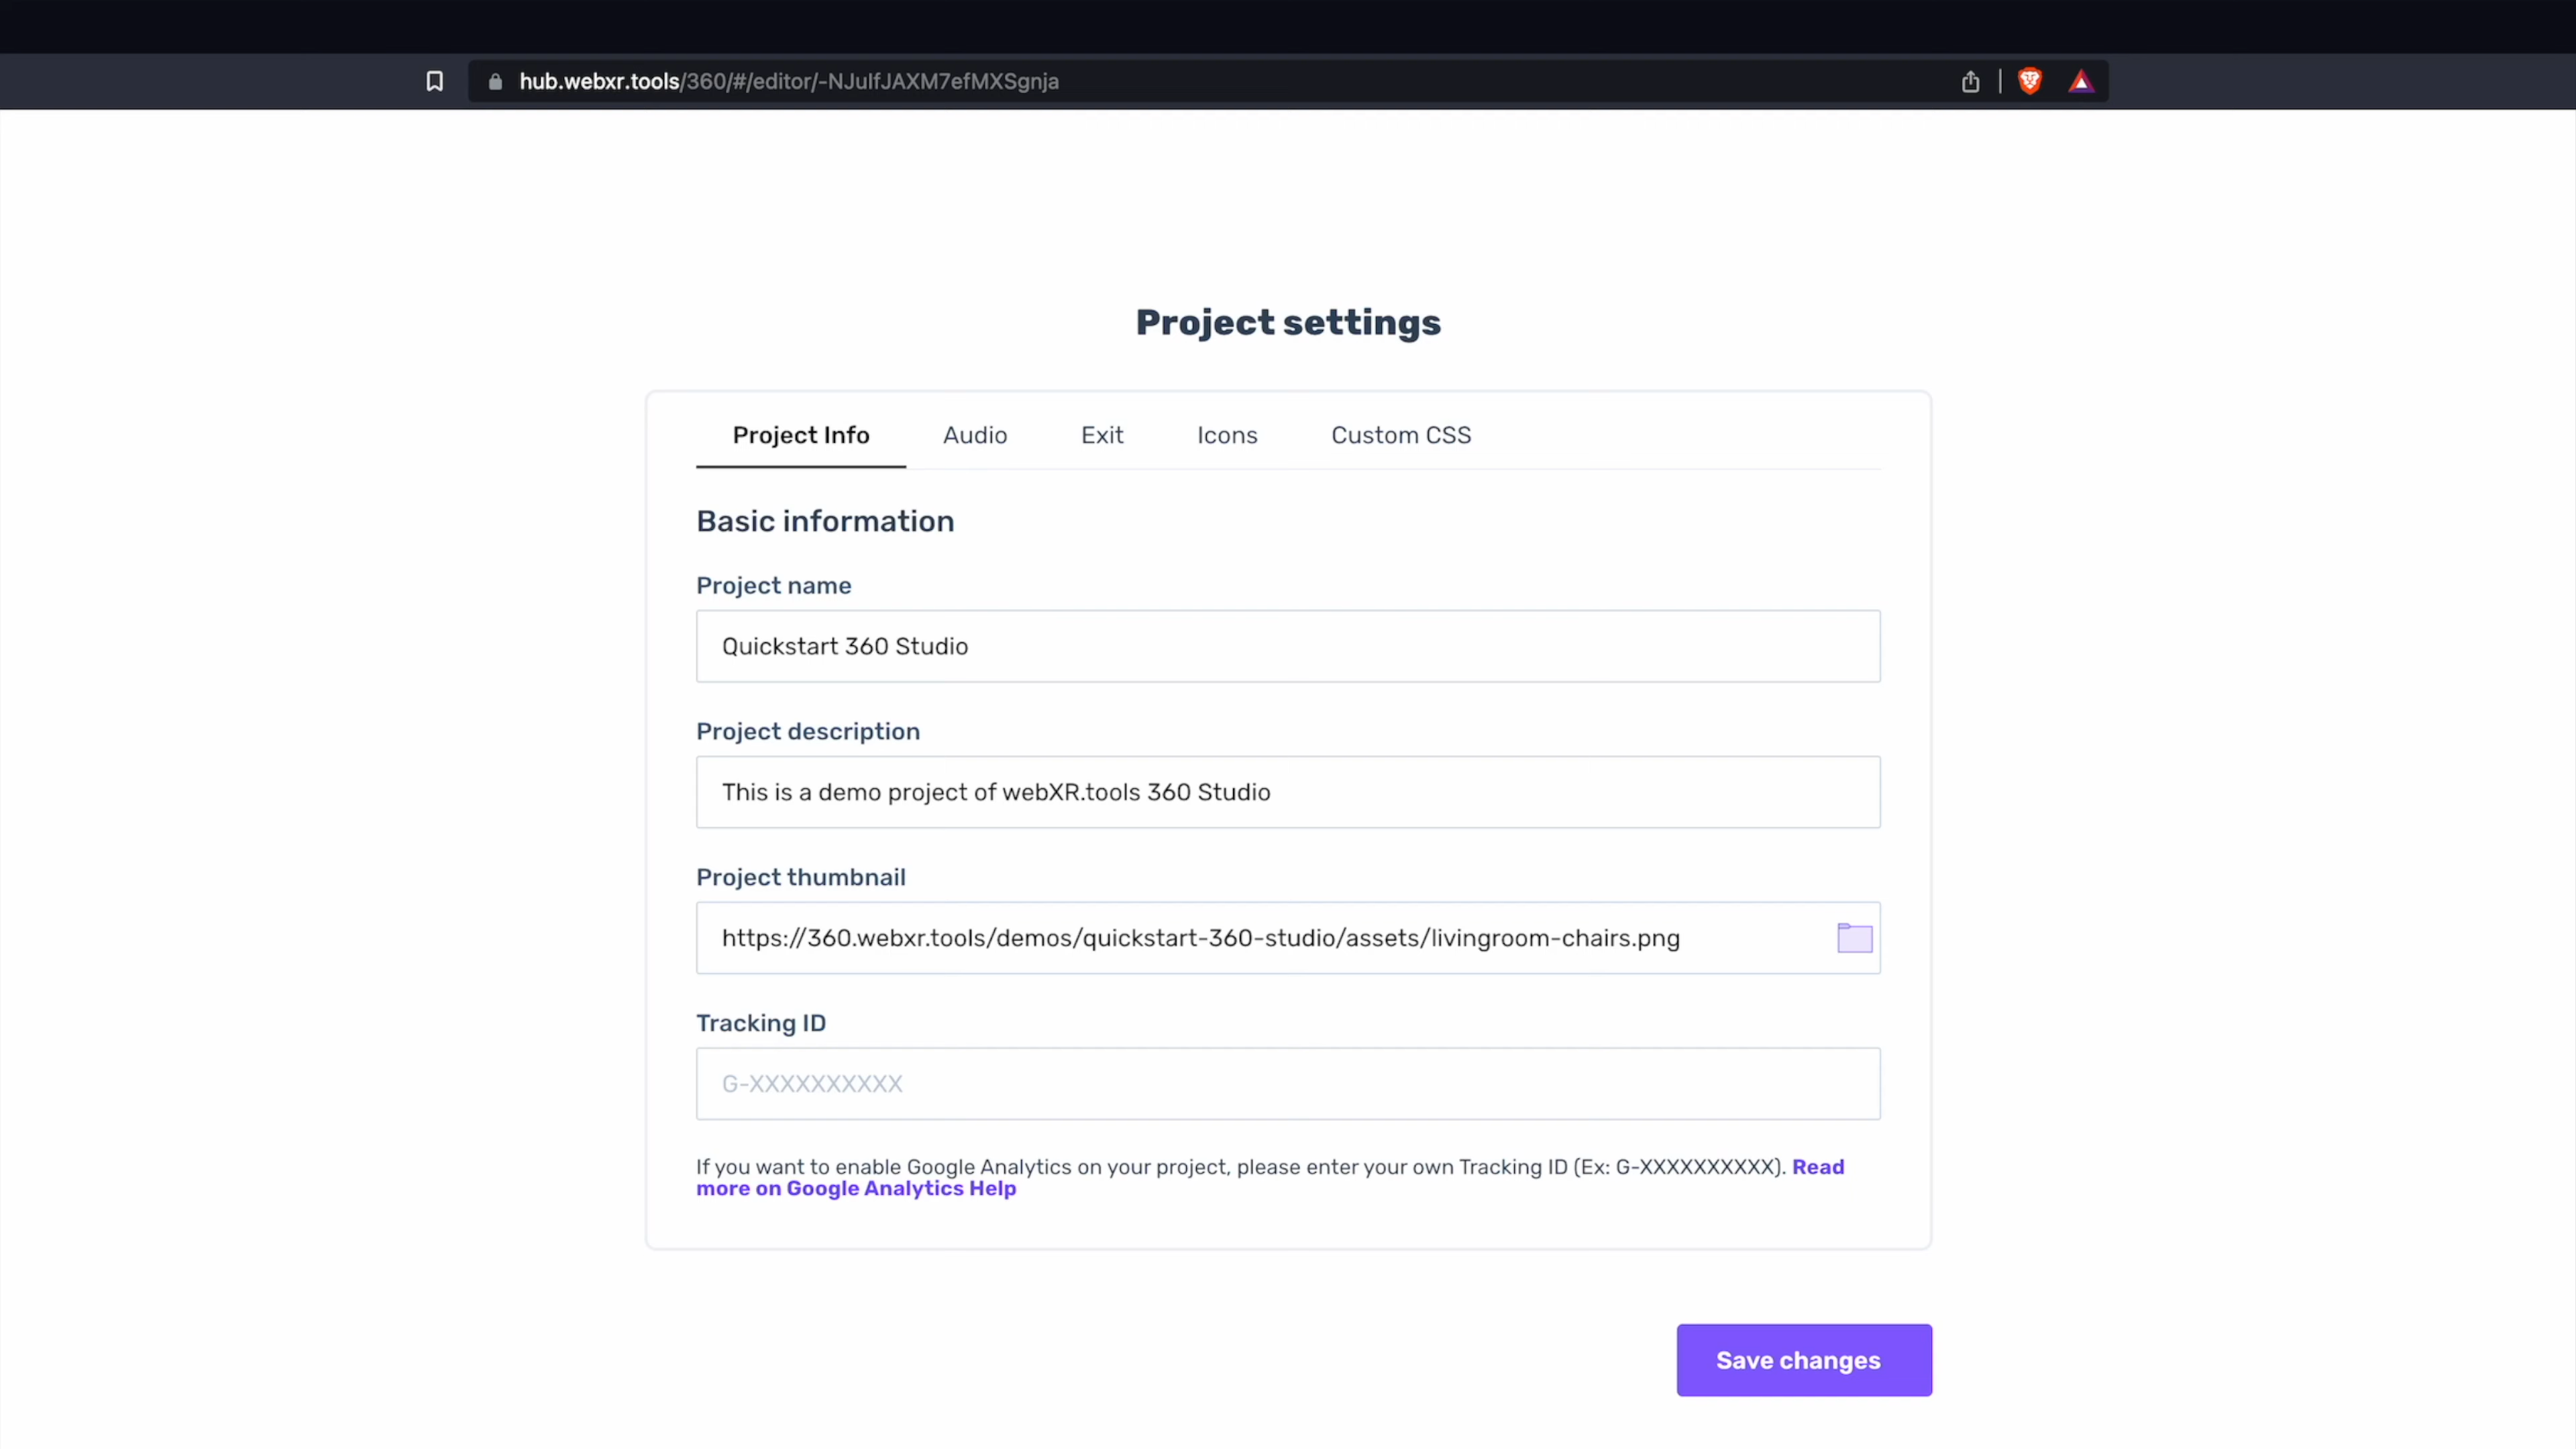 hub.webxr.tools/360/#/editor/-NJulfJAXM7efMXSgnja
Project settings
Project Info
Audio
Exit
Icons
Custom CSS
Basic information
Project name
Quickstart 360 Studio
Project description
This is a demo project of webXR.tools 360 Studio
Project thumbnail
https://360.webxr.tools/demos/quickstart-360-studio/assets/livingroom-chairs.png
Tracking ID
G-XXXXXXXXXX
If you want to enable Google Analytics on your project, please enter your own Tracking ID (Ex: G-XXXXXXXXXX). Read
more on Google Analytics Help
Save changes